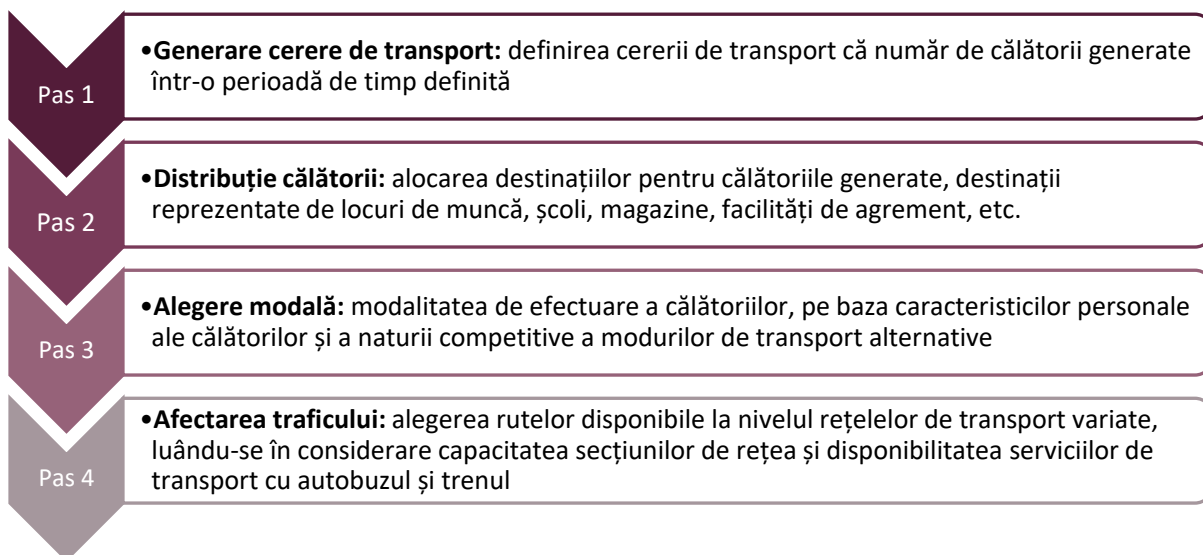 Pas 1
•Generare cerere de transport: definirea cererii de transport că număr de călătorii generate
într-o perioadă de timp definită
Pas 2
•Distribuție călătorii: alocarea destinațiilor pentru călătoriile generate, destinații
reprezentate de locuri de muncă, școli, magazine, facilități de agrement, etc.
Pas 3
•Alegere modală: modalitatea de efectuare a călătoriilor, pe baza caracteristicilor personale
ale călătorilor și a naturii competitive a modurilor de transport alternative
Pas 4
•Afectarea traficului: alegerea rutelor disponibile la nivelul rețelelor de transport variate,
luându-se în considerare capacitatea secțiunilor de rețea și disponibilitatea serviciilor de
transport cu autobuzul și trenul